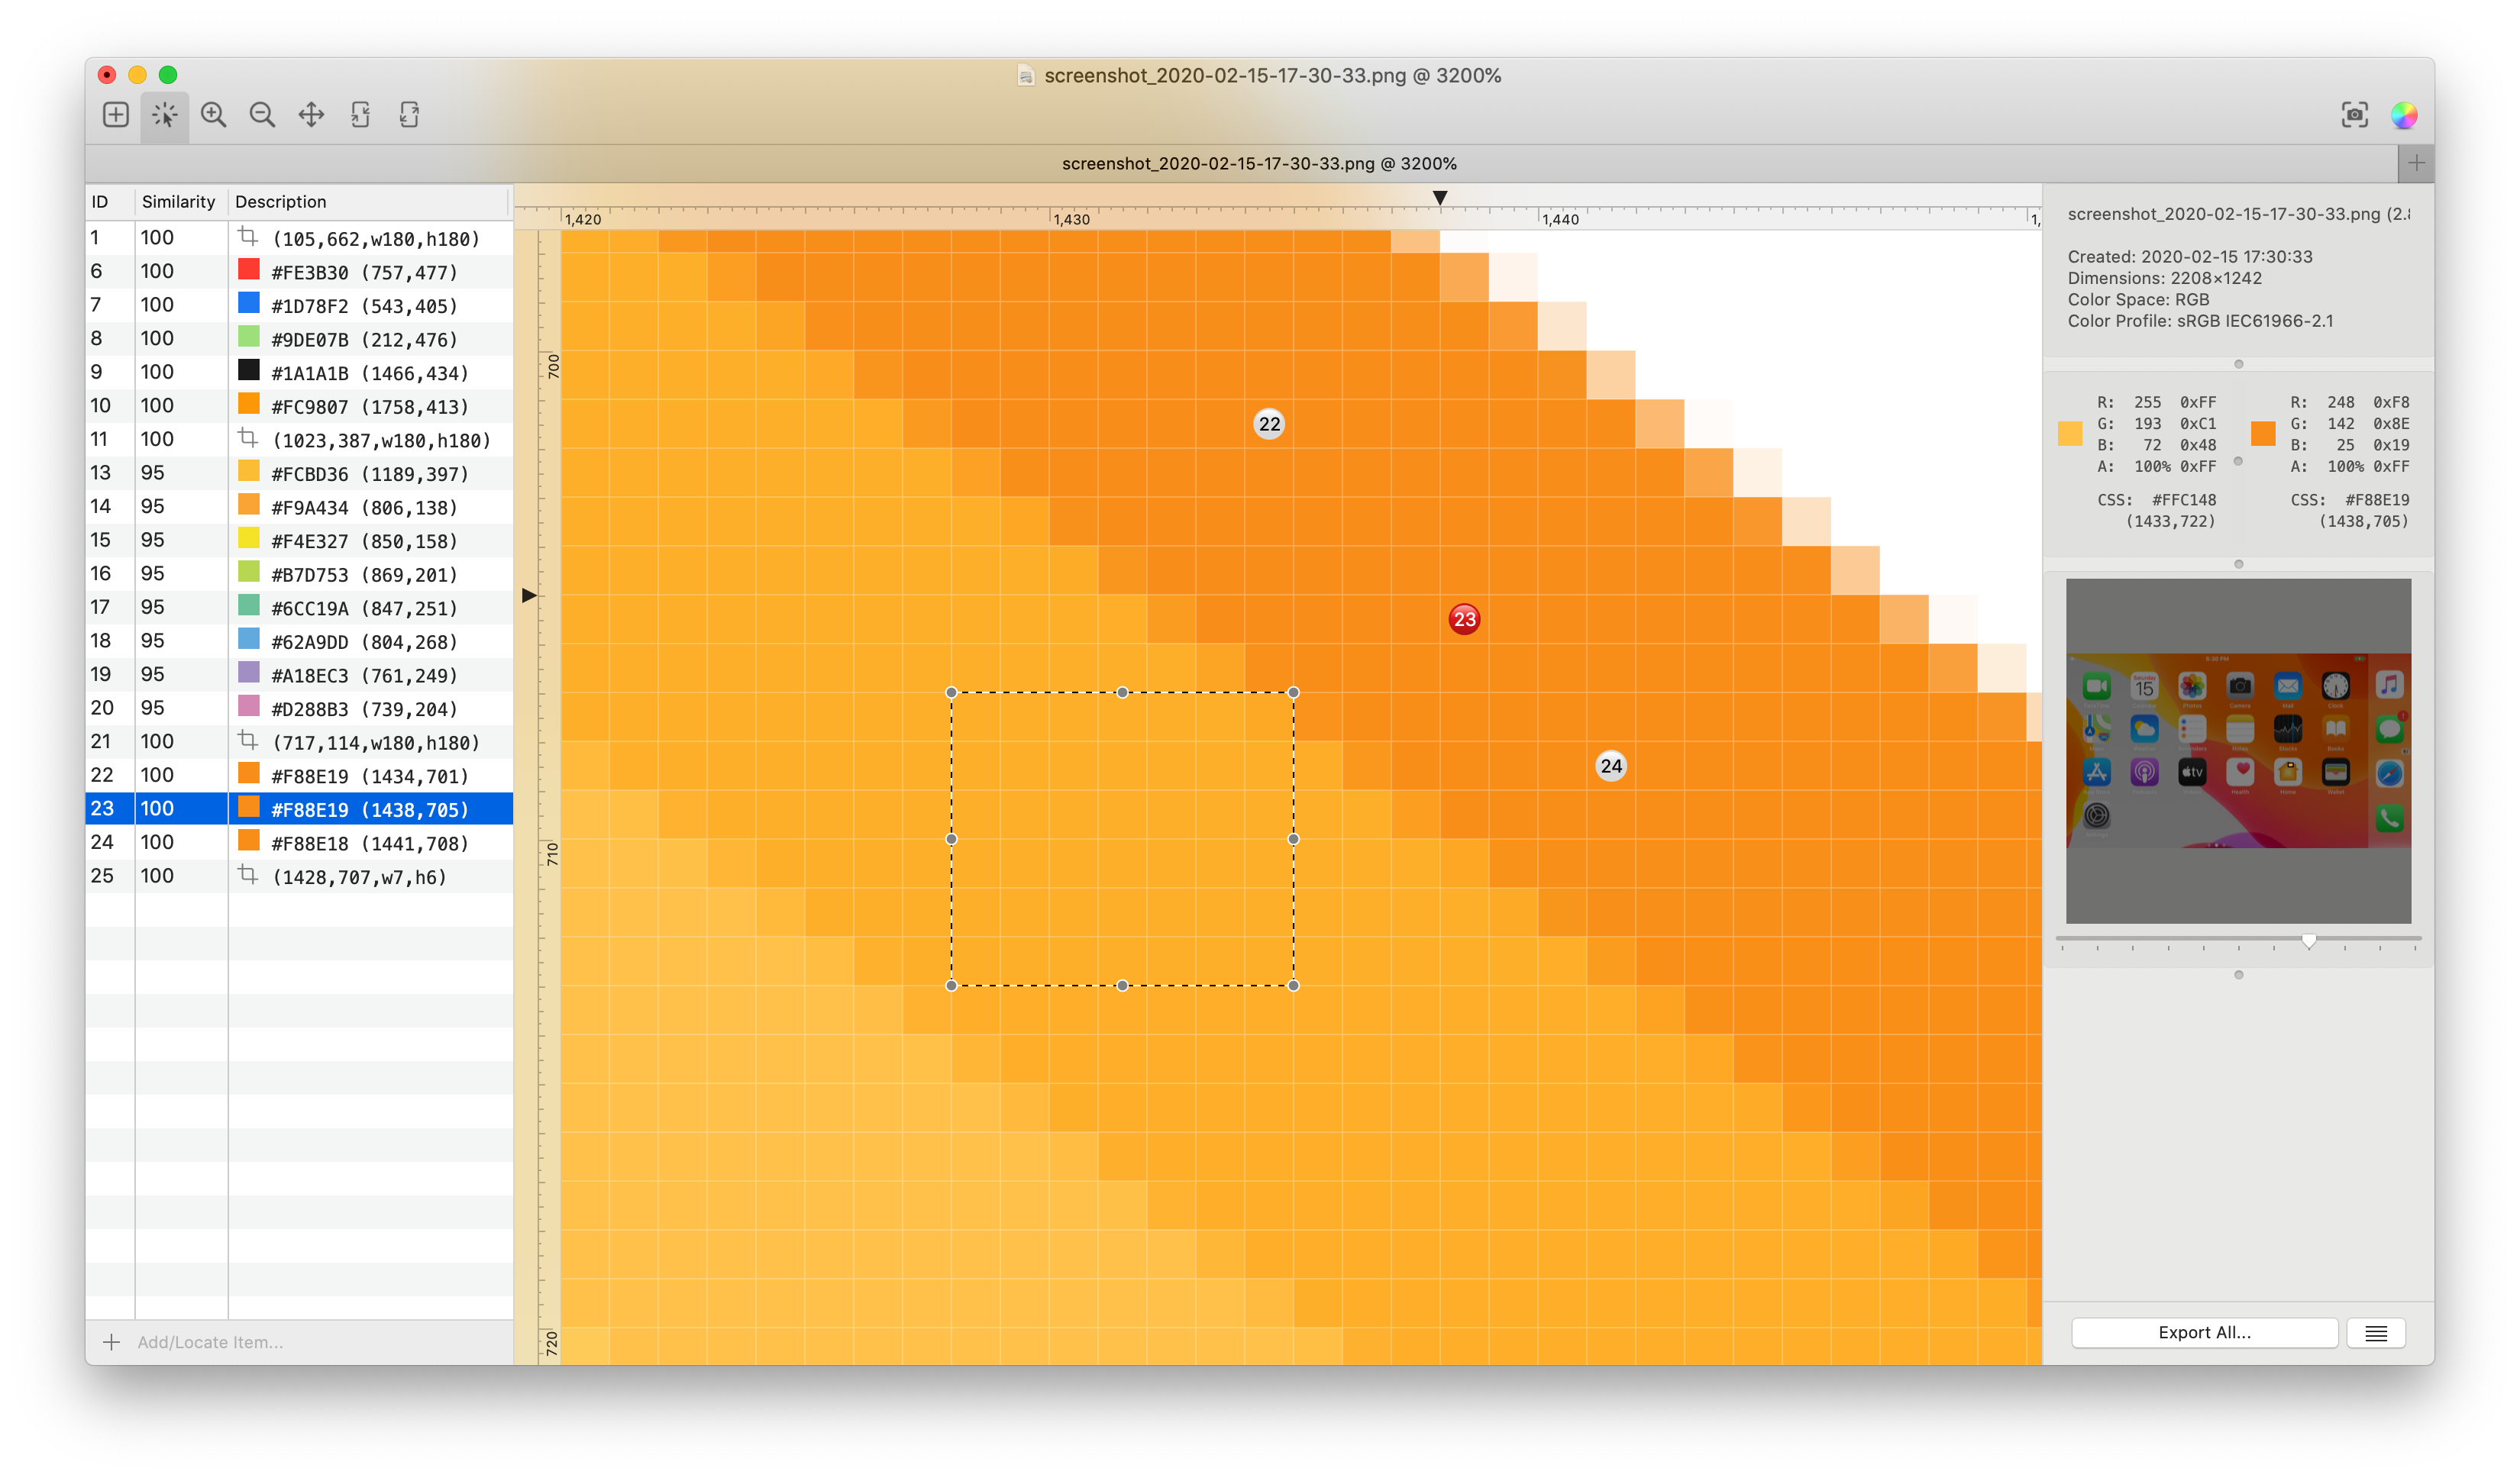 screenshot_2020-02-15-17-30-33.png @ 3200%
screenshot_2020-02-15-17-30-33.png @ 3200%
ID Similarity Description
1 100 (105,662,w180,h180)
6 100 #FE3B30 (757,477)
7 100 #1D78F2 (543,405)
8 100 #9DE07B (212,476)
9 100 #1A1A1B (1466,434)
10 100 #FC9807 (1758,413)
11 100 (1023,387,w180,h180)
13 95 #FCBD36 (1189,397)
14 95 #F9A434 (806,138)
15 95 #F4E327 (850,158)
16 95 #B7D753 (869,201)
17 95 #6CC19A (847,251)
18 95 #62A9DD (804,268)
19 95 #A18EC3 (761,249)
20 95 #D288B3 (739,204)
21 100 (717,114,w180,h180)
22 100 #F88E19 (1434,701)
23 100 #F88E19 (1438,705)
24 100 #F88E18 (1441,708)
25 100 (1428,707,w7,h6)
Add/Locate Item...
1,420 1,430 1,440 1,
700
710
720
22
23
24
screenshot_2020-02-15-17-30-33.png (2.
Created: 2020-02-15 17:30:33
Dimensions: 2208×1242
Color Space: RGB
Color Profile: sRGB IEC61966-2.1
R: 255 0xFF
G: 193 0xC1
B: 72 0x48
A: 100% 0xFF
CSS: #FFC148
(1433,722)
R: 248 0xF8
G: 142 0x8E
B: 25 0x19
A: 100% 0xFF
CSS: #F88E19
(1438,705)
15
tv
Export All...